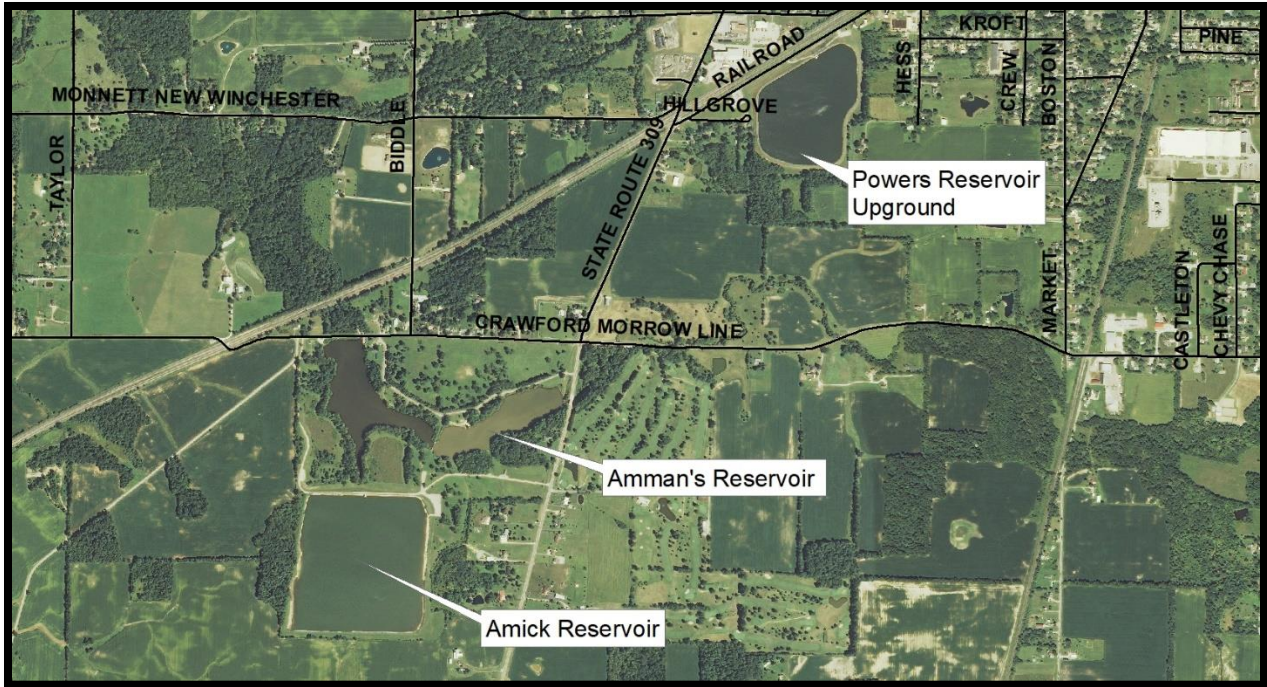 KROFT
PINE
RAILROAD
HESS
CREW
BOSTON
MONNETT NEW WINCHESTER
HILLGROVE
BIDDLE
TAYLOR
STATE ROUTE 309
Powers Reservoir
Upground
MARKET
CASTLETON
CHEVY CHASE
CRAWFORD MORROW LINE
Amman's Reservoir
Amick Reservoir